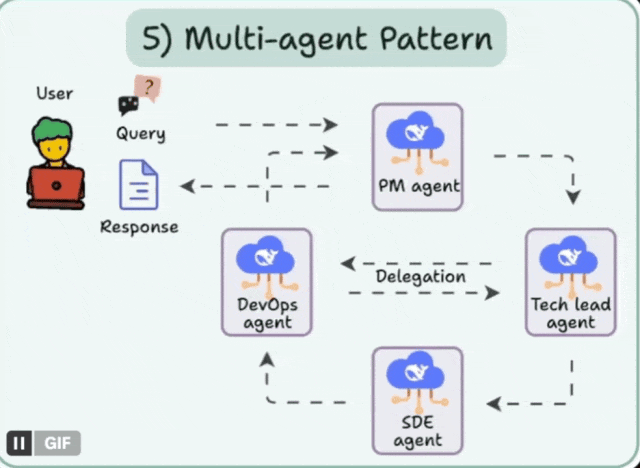 5) Multi-agent Pattern
User
?
Query
Response
PM agent
DevOps
agent
Delegation
Tech lead
agent
SDE
agent
GIF